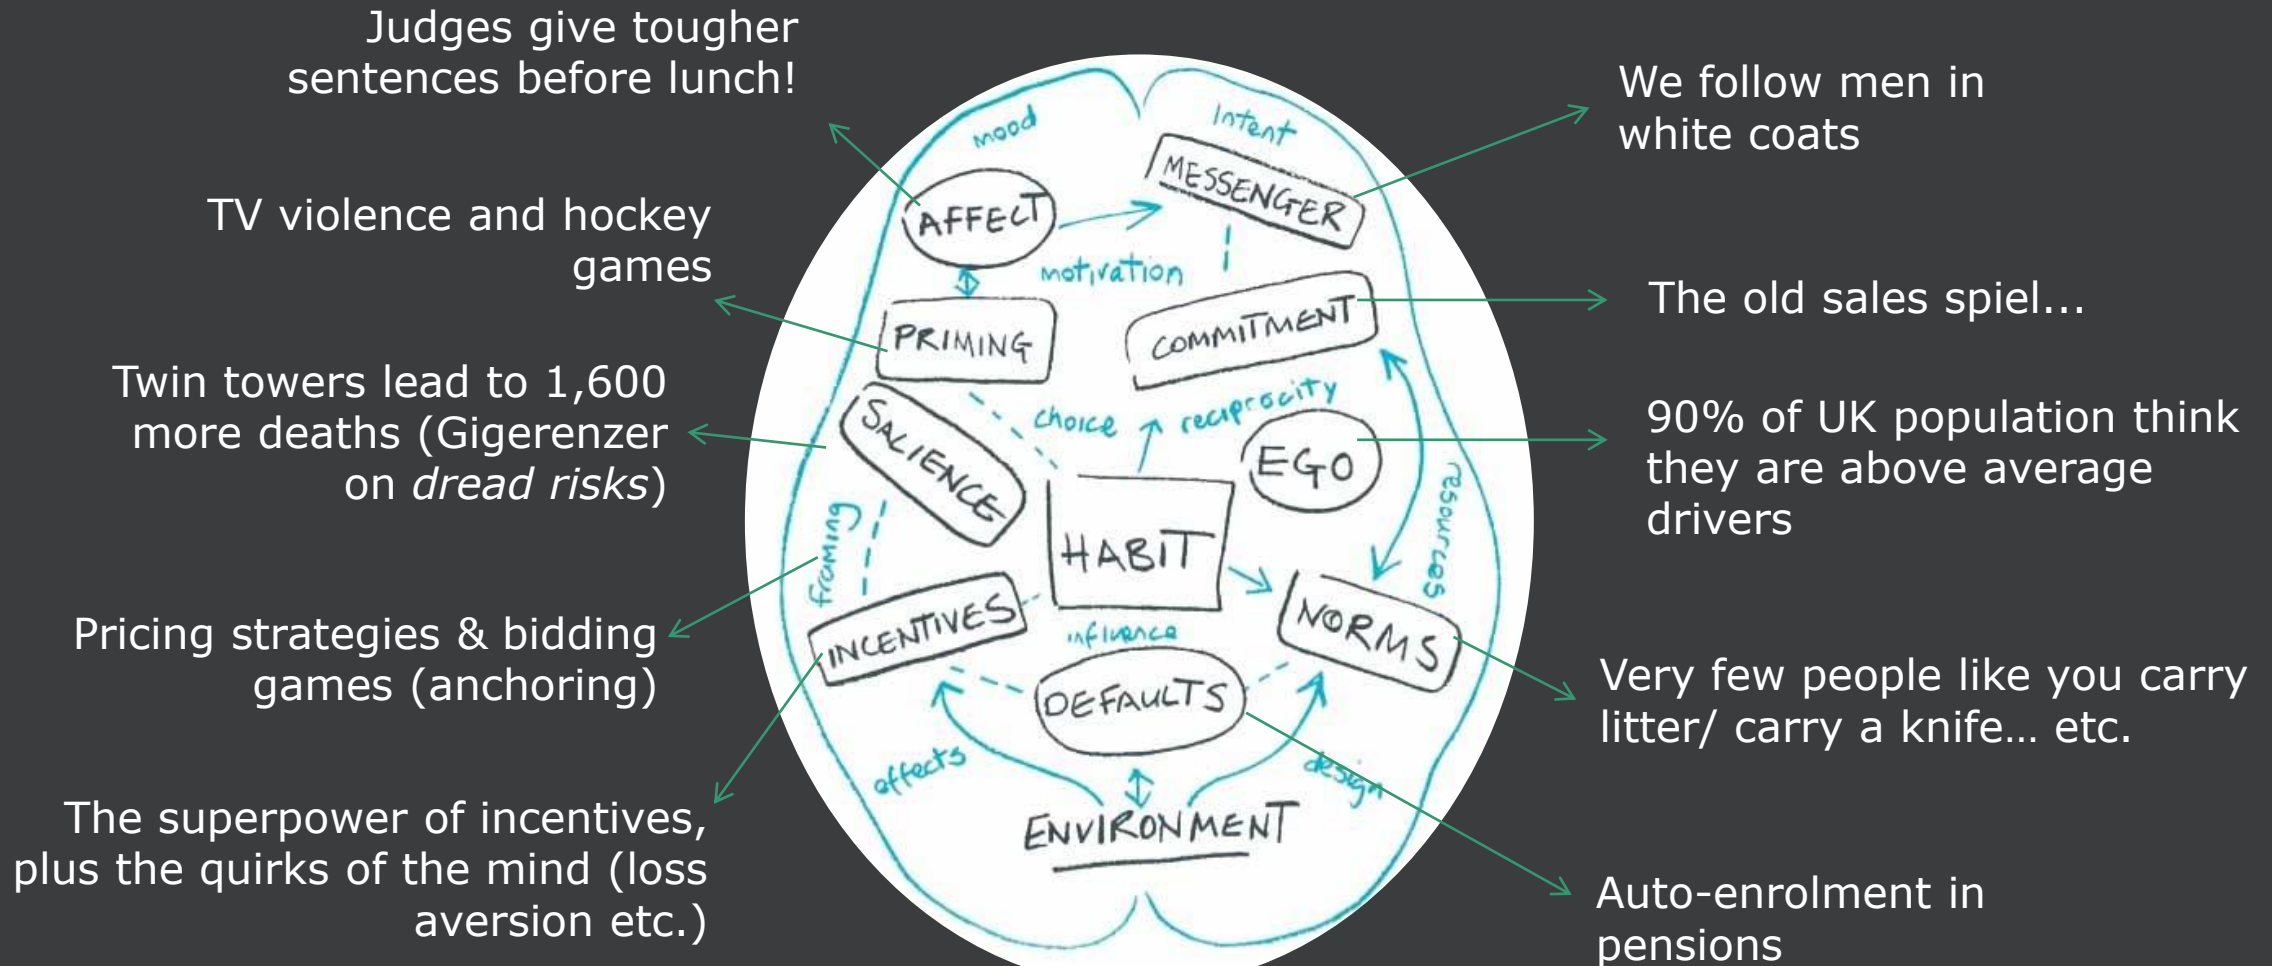 Judges give tougher
sentences before lunch!
TV violence and hockey
games
Twin towers lead to 1,600
more deaths (Gigerenzer
on dread risks)
Pricing strategies & bidding
games (anchoring)
The superpower of incentives,
plus the quirks of the mind (loss
aversion etc.)
mood
Intent
AFFECT
MESSENGER
motivation
PRIMING
COMMITMENT
SALIENCE
choice
reciprocity
EGO
HABIT
framing
resources
INCENTIVES
influence
NORMS
DEFAULTS
effects
design
ENVIRONMENT
We follow men in
white coats
The old sales spiel…
90% of UK population think
they are above average
drivers
Very few people like you carry
litter/ carry a knife… etc.
Auto-enrolment in
pensions